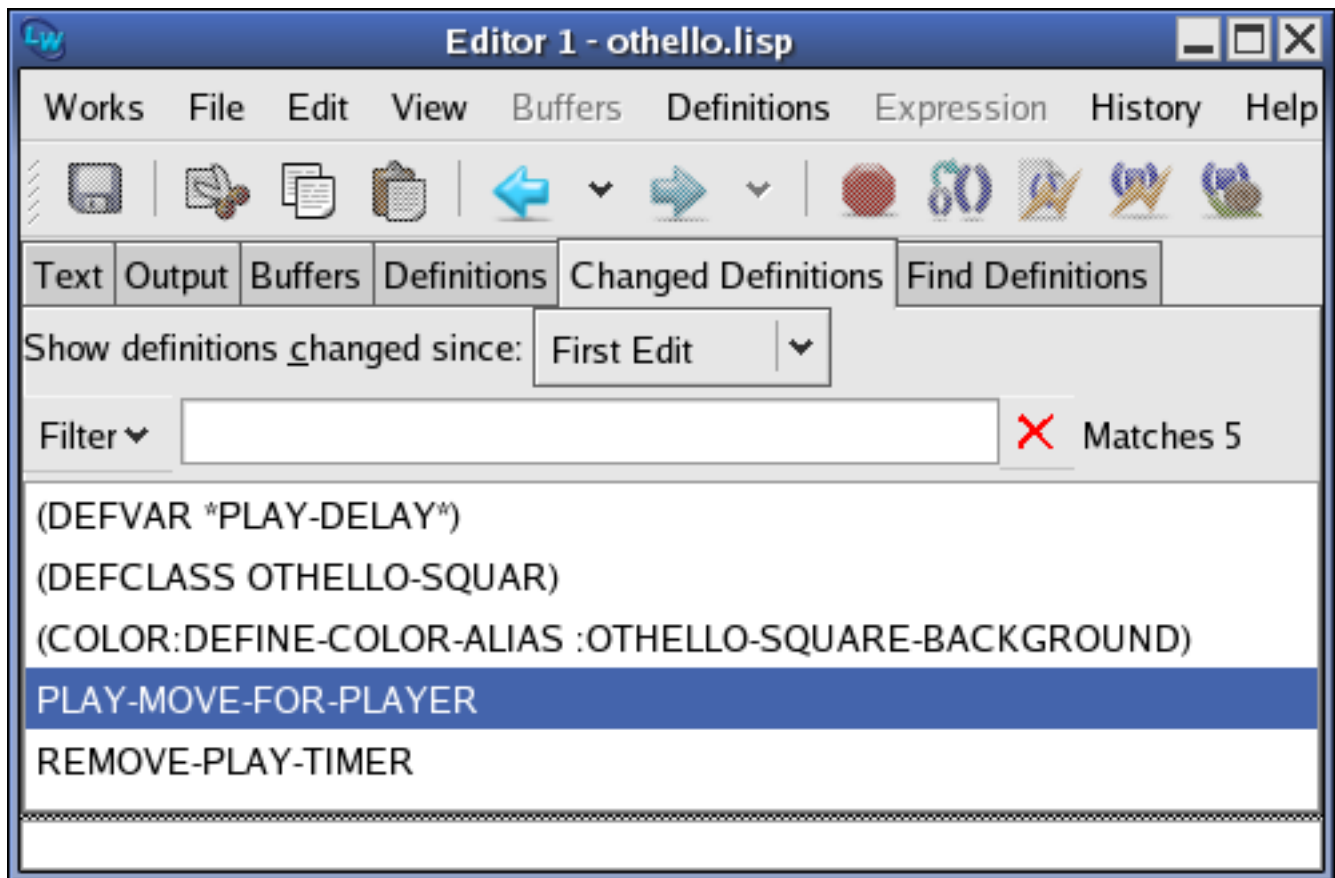 LW Editor 1 - othello.lisp
Works File Edit View Buffers Definitions Expression History Help
Text Output Buffers Definitions Changed Definitions Find Definitions
Show definitions changed since: First Edit
Filter Matches 5
(DEFVAR *PLAY-DELAY*)
(DEFCLASS OTHELLO-SQUAR)
(COLOR:DEFINE-COLOR-ALIAS :OTHELLO-SQUARE-BACKGROUND)
PLAY-MOVE-FOR-PLAYER
REMOVE-PLAY-TIMER